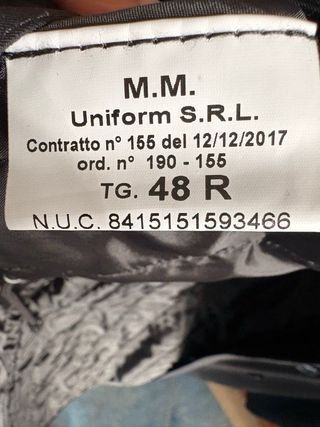 M.M.
Uniform S.R.L.
Contratto n° 155 del 12/12/2017
ord. n° 190 - 155
TG. 48 R
N.U.C. 8415151593466